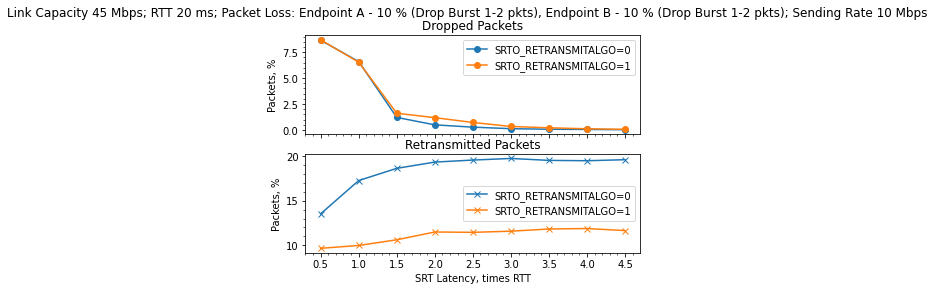 Link Capacity 45 Mbps; RTT 20 ms; Packet Loss: Endpoint A - 10 % (Drop Burst 1-2 pkts), Endpoint B - 10 % (Drop Burst 1-2 pkts); Sending Rate 10 Mbps
Dropped Packets
Packets, %
7.5
5.0
2.5
0.0
SRTO_RETRANSMITALGO=0
SRTO_RETRANSMITALGO=1
Retransmitted Packets
Packets, %
20
15
10
SRTO_RETRANSMITALGO=0
SRTO_RETRANSMITALGO=1
0.5 1.0 1.5 2.0 2.5 3.0 3.5 4.0 4.5
SRT Latency, times RTT